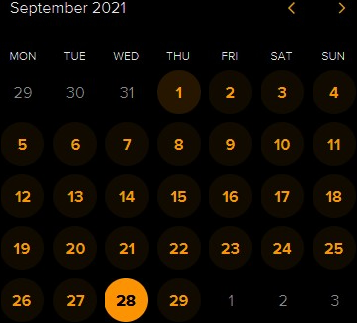 September 2021
MON TUE WED THU FRI SAT SUN
29 30 31 1 2 3 4
5 6 7 8 9 10 11
12 13 14 15 16 17 18
19 20 21 22 23 24 25
26 27 28 29 1 2 3